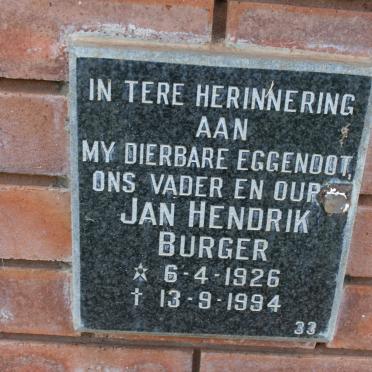 IN TERE HERINNERING
AAN
MY DIERBARE EGGENOOT,
ONS VADER EN OUPA
JAN HENDRIK
BURGER
☆ 6-4-1926
† 13-9-1994
33